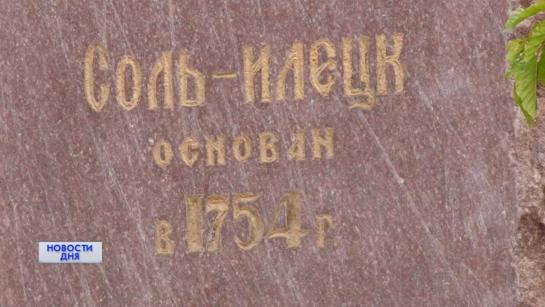 Соль-Илецк
основан
в 1754 г.
НОВОСТИ
ДНЯ